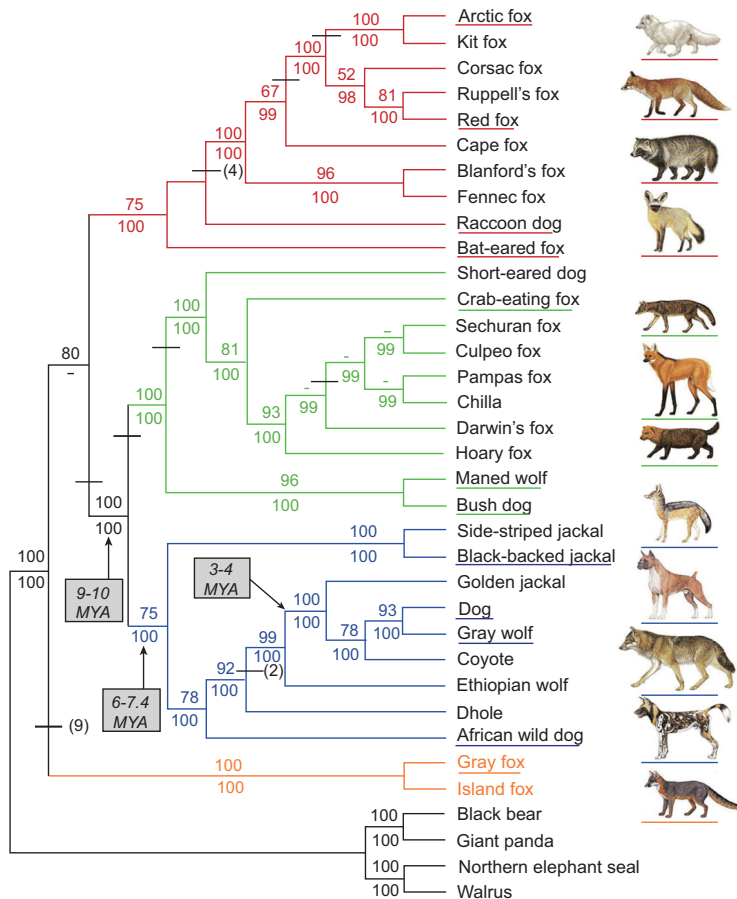 100
Arctic fox
100
100
Kit fox
100
Corsac fox
52
98
Ruppell's fox
67
99
81
100
Red fox
100
100
Cape fox
(4)
96
Blanford's fox
100
Fennec fox
75
100
Raccoon dog
Bat-eared fox
100
100
Short-eared dog
Crab-eating fox
Sechuran fox
–
99
Culpeo fox
–
99
81
100
80
–
Pampas fox
–
99
Chilla
100
100
93
100
–
99
Darwin's fox
Hoary fox
96
Maned wolf
100
Bush dog
100
100
100
Side-striped jackal
100
Black-backed jackal
100
100
3-4
MYA
Golden jackal
9-10
MYA
100
100
93
100
Dog
75
100
78
100
Gray wolf
99
100
Coyote
92
100
(2)
Ethiopian wolf
6-7.4
MYA
78
100
Dhole
(9)
African wild dog
100
Gray fox
100
Island fox
100
Black bear
100
Giant panda
100
Northern elephant seal
100
Walrus